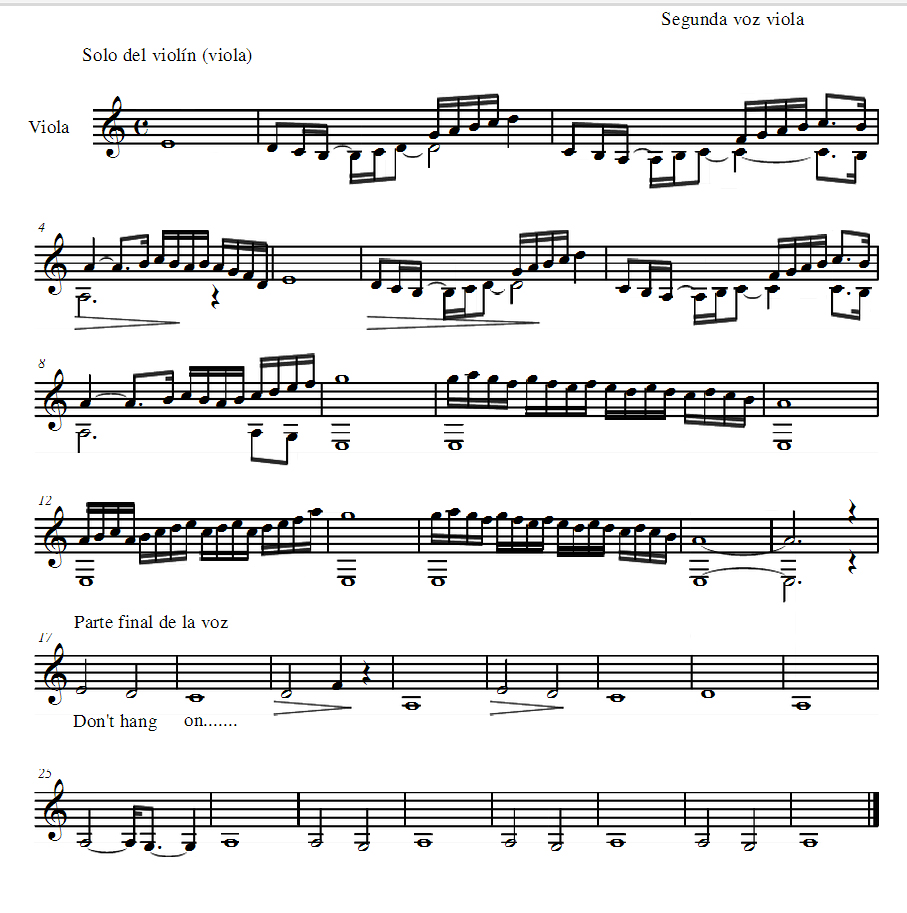 Segunda voz viola
Solo del violín (viola)
Viola
4
8
12
Parte final de la voz
17
Don't hang on.......
25